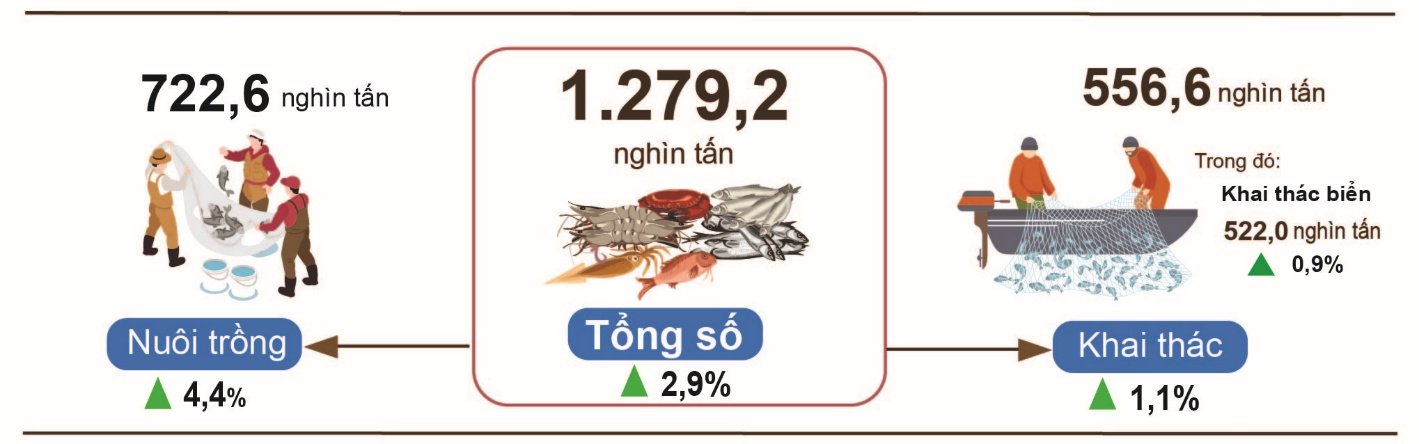 722,6 nghìn tấn
Nuôi trồng
4,4%
1.279,2
nghìn tấn
Tổng số
2,9%
556,6 nghìn tấn
Trong đó:
Khai thác biển
522,0 nghìn tấn
0,9%
Khai thác
1,1%